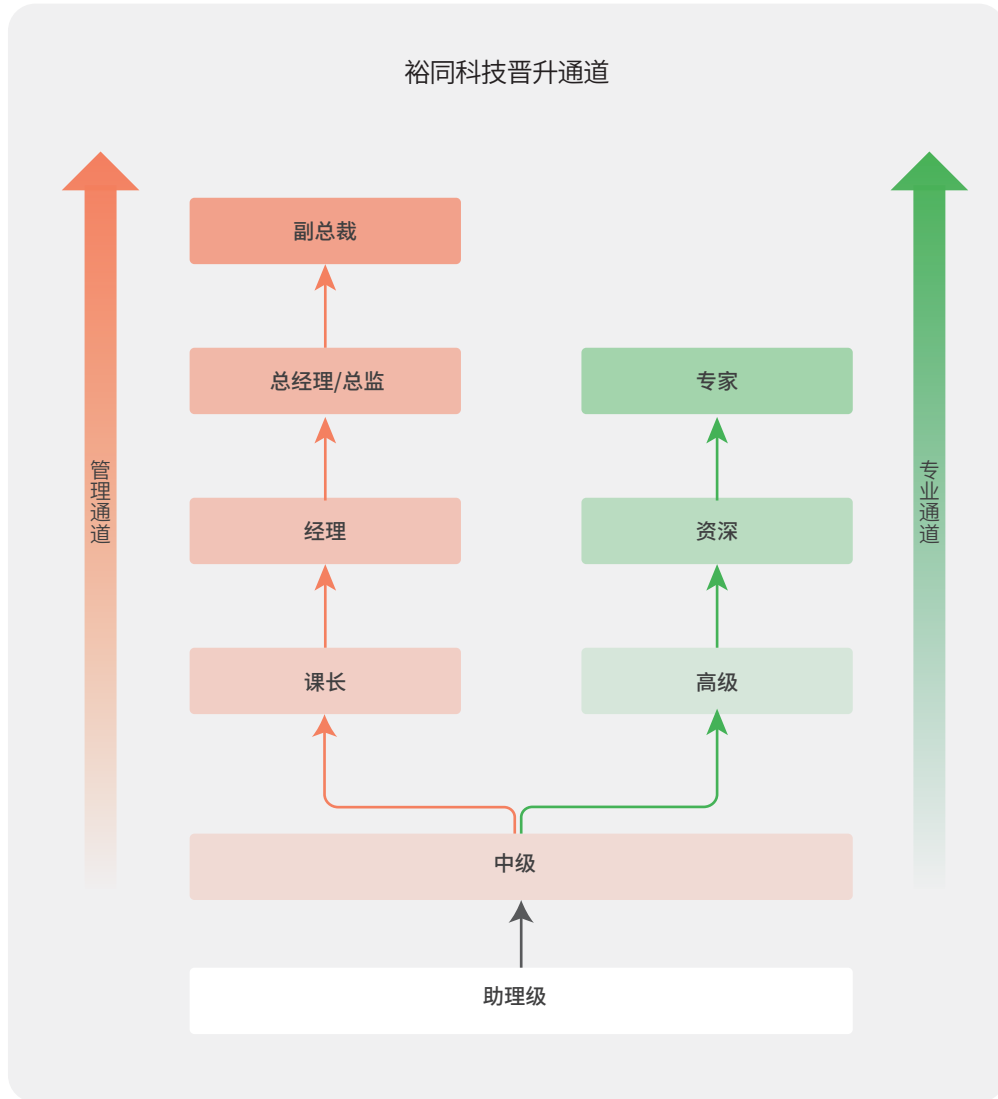 裕同科技晋升通道
副总裁
总经理/总监
专家
管理通道
专业通道
经理
资深
课长
高级
中级
助理级